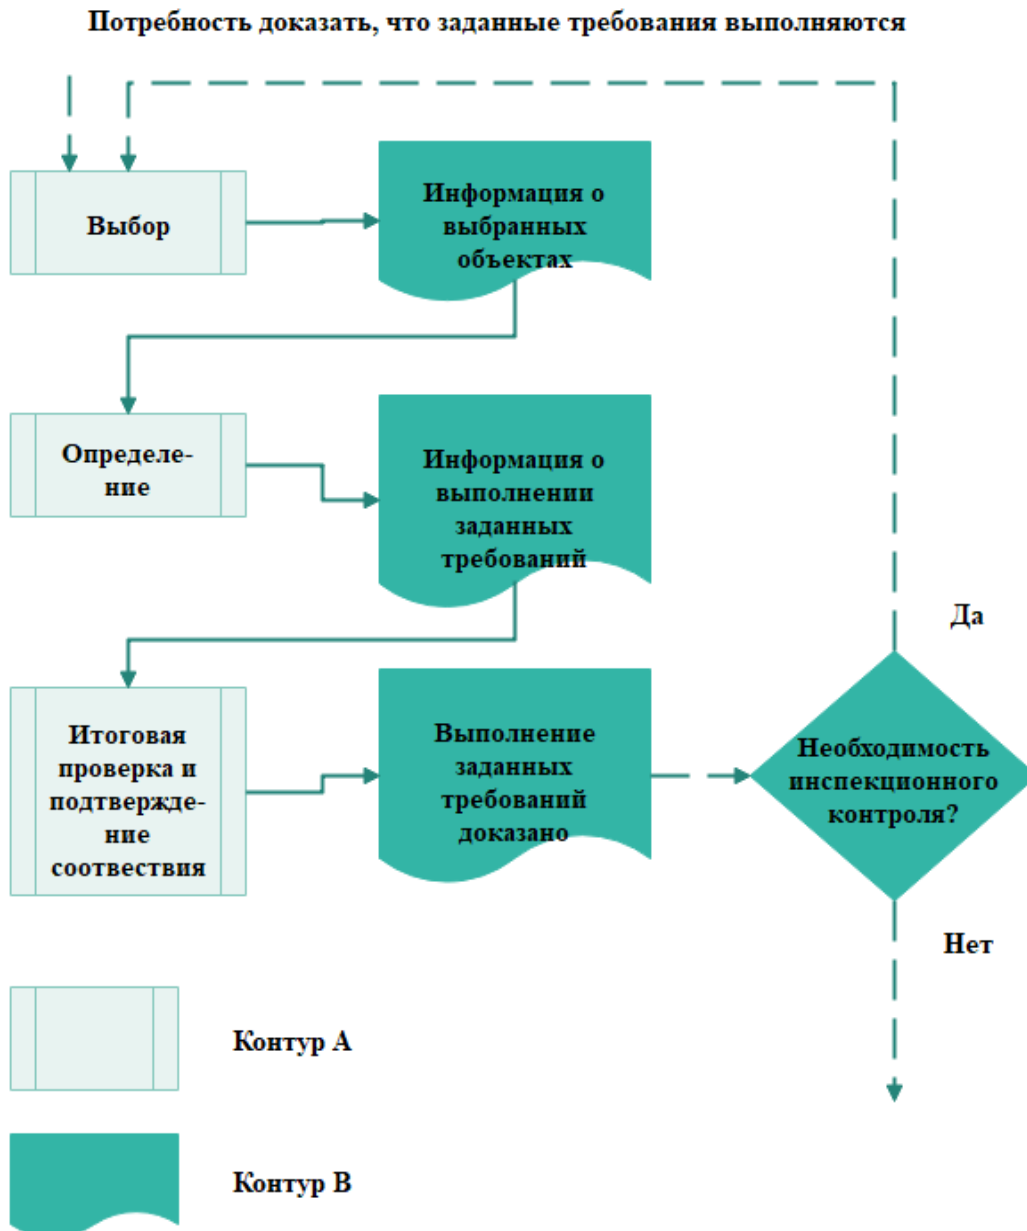 Потребность доказать, что заданные требования выполняются
Выбор
Информация о
выбранных
объектах
Определе-
ние
Информация о
выполнении
заданных
требований
Итоговая
проверка и
подтвержде-
ние
соотвествия
Выполнение
заданных
требований
доказано
Необходимость
инспекционного
контроля?
Да
Нет
Контур А
Контур В